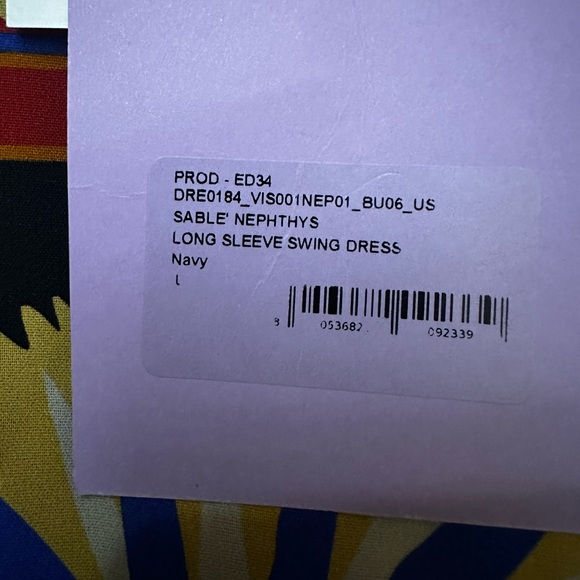 PROD - ED34
DRE0184_VIS001NEP01_BU06_US
SABLE' NEPHTHYS
LONG SLEEVE SWING DRESS
Navy
L
8 053682 092339